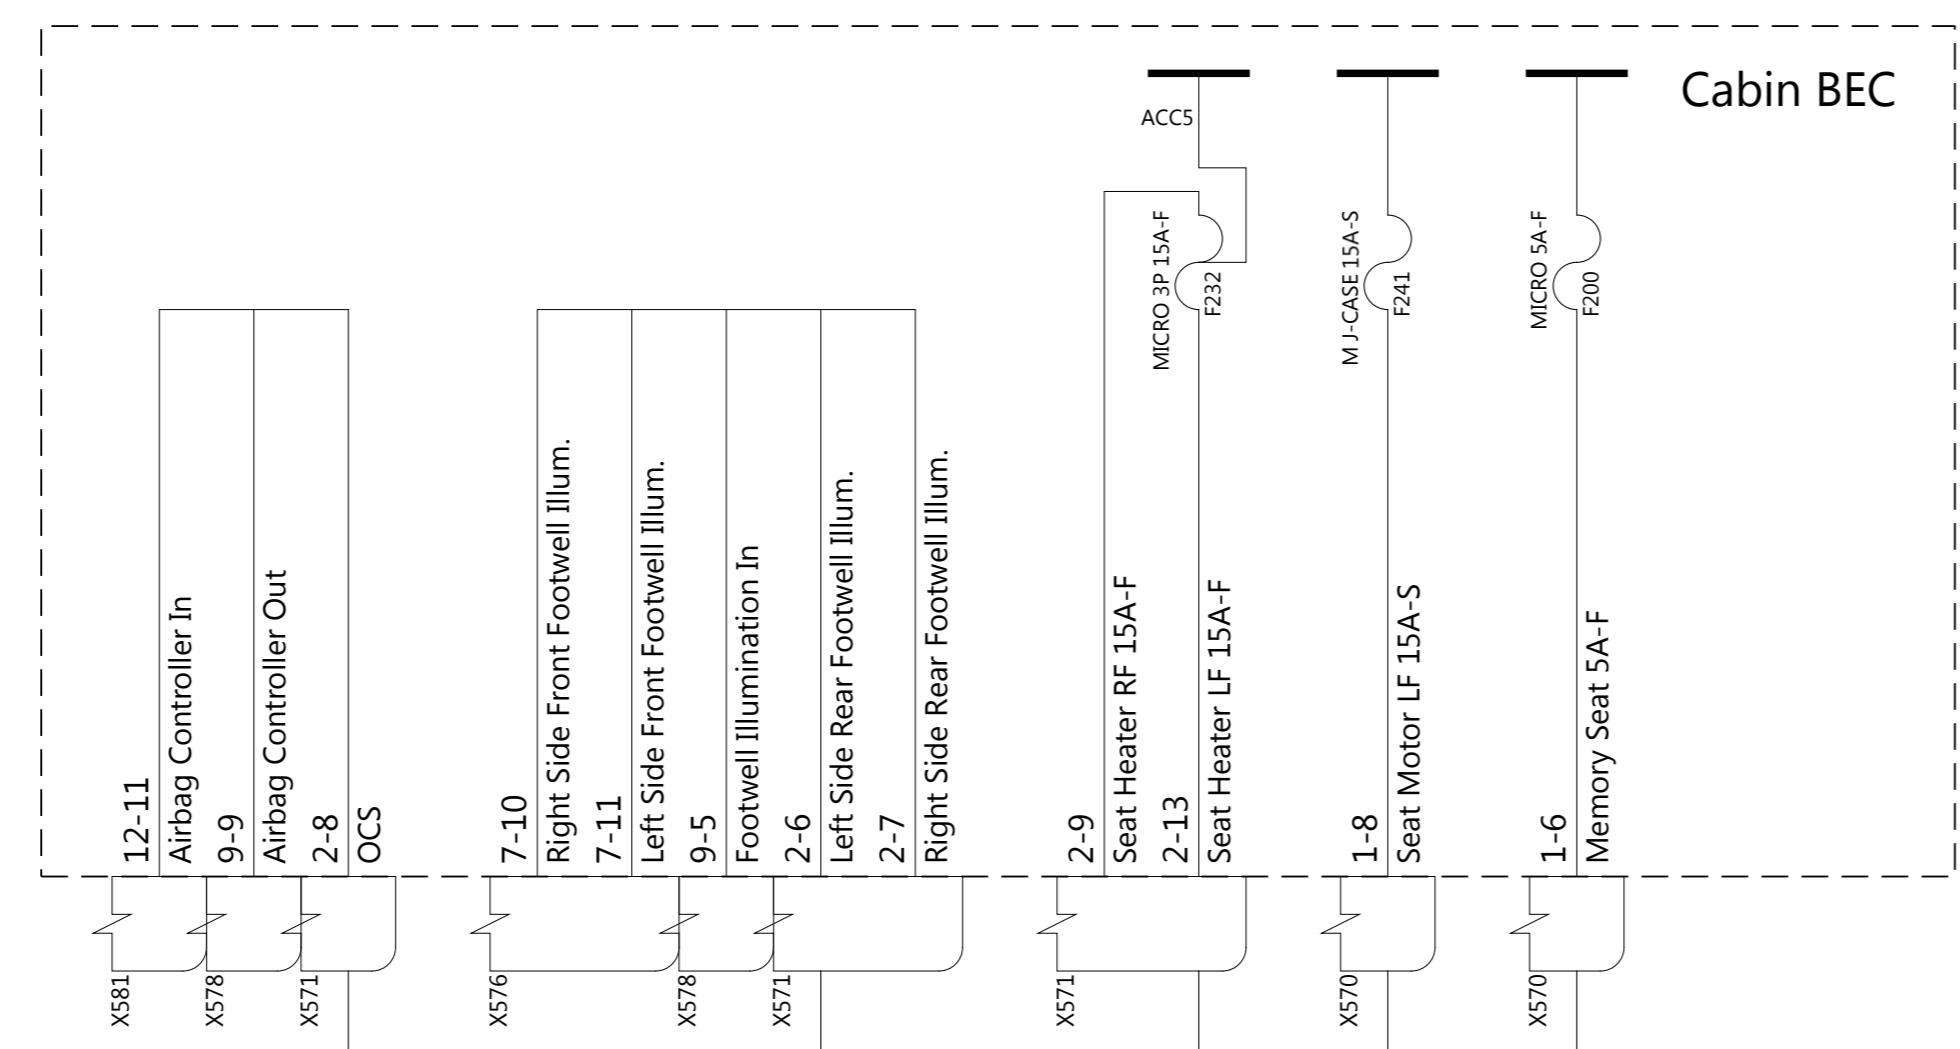 Cabin BEC
ACC5
MICRO 3P 15A-F
F232
M J-CASE 15A-S
F241
MICRO 5A-F
F200
12-11
Airbag Controller In
9-9
Airbag Controller Out
2-8
OCS
7-10
Right Side Front Footwell Illum.
7-11
Left Side Front Footwell Illum.
9-5
Footwell Illumination In
2-6
Left Side Rear Footwell Illum.
2-7
Right Side Rear Footwell Illum.
2-9
Seat Heater RF 15A-F
2-13
Seat Heater LF 15A-F
1-8
Seat Motor LF 15A-S
1-6
Memory Seat 5A-F
X581
X578
X571
X576
X578
X571
X571
X570
X570